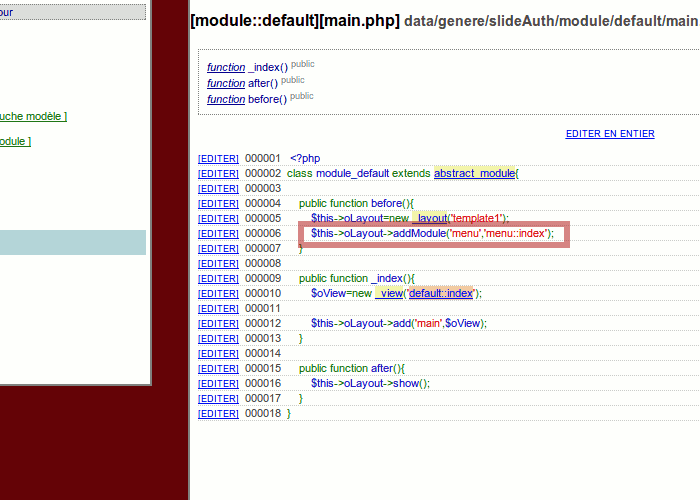 our
uche modèle ]
odule ]
[module::default][main.php] data/genere/slideAuth/module/default/main
function _index() public
function after() public
function before() public
EDITER EN ENTIER
[EDITER] 000001 <?php
[EDITER] 000002 class module_default extends abstract_module{
[EDITER] 000003
[EDITER] 000004 public function before(){
[EDITER] 000005 $this->oLayout=new _layout('template1');
[EDITER] 000006 $this->oLayout->addModule('menu','menu::index');
[EDITER] 000007 }
[EDITER] 000008
[EDITER] 000009 public function _index(){
[EDITER] 000010 $oView=new _view('default::index');
[EDITER] 000011
[EDITER] 000012 $this->oLayout->add('main',$oView);
[EDITER] 000013 }
[EDITER] 000014
[EDITER] 000015 public function after(){
[EDITER] 000016 $this->oLayout->show();
[EDITER] 000017 }
[EDITER] 000018 }